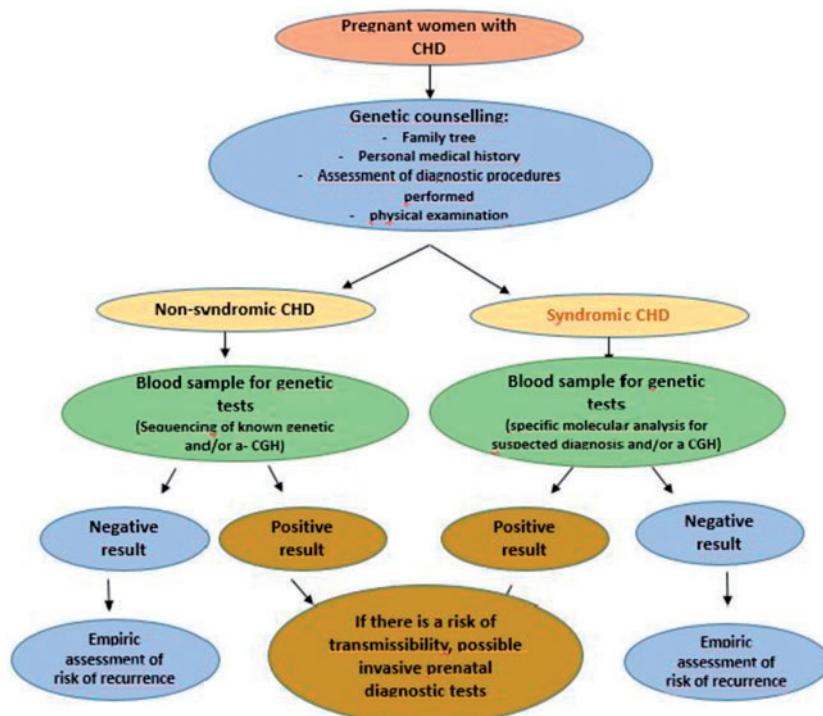 Pregnant women with
CHD
Genetic counselling:
- Family tree
- Personal medical history
- Assessment of diagnostic procedures
performed
- physical examination
Non-syndromic CHD
Syndromic CHD
Blood sample for genetic
tests
(Sequencing of known genetic
and/or a- CGH)
Blood sample for genetic
tests
(specific molecular analysis for
suspected diagnosis and/or a CGH)
Negative
result
Positive
result
Positive
result
Negative
result
Empiric
assessment of
risk of recurrence
If there is a risk of
transmissibility, possible
invasive prenatal
diagnostic tests
Empiric
assessment of
risk of recurrence